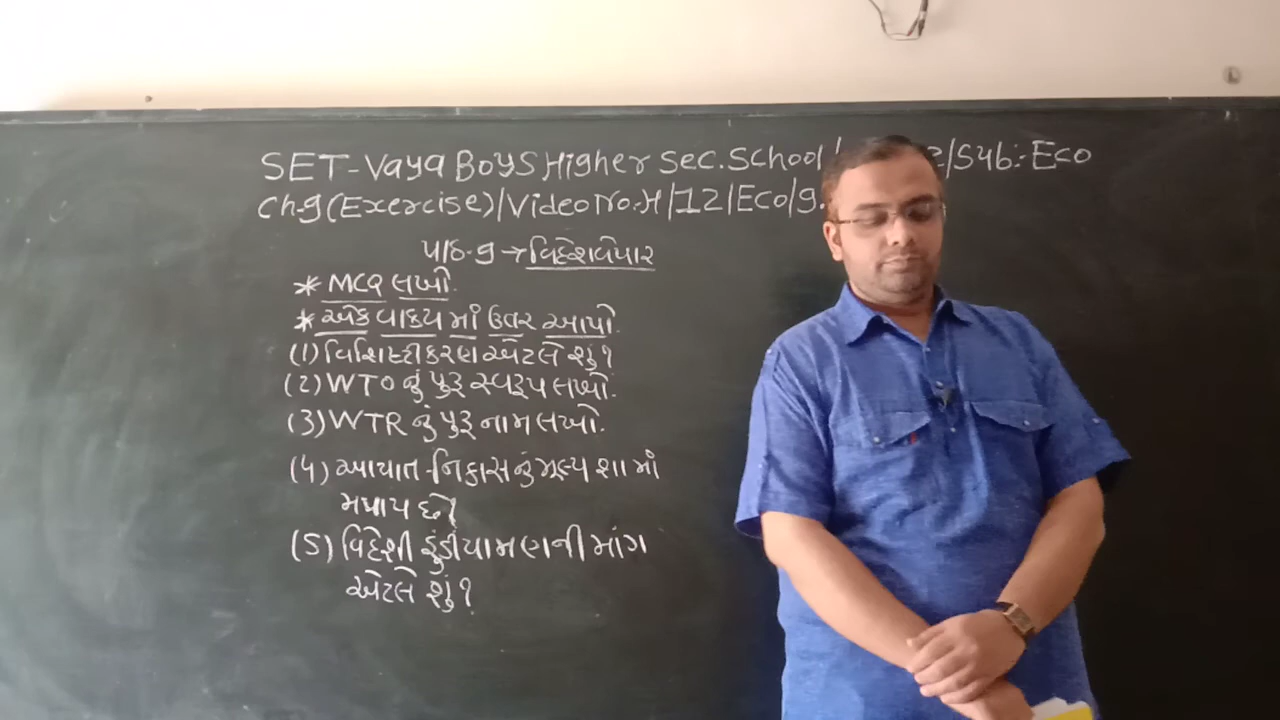 SET-Vaya Boys Higher Sec. School / /Sub: Eco
Ch-9 (Exercise)/Video No.-H/12/Eco/9.
પાઠ-9 → વિદેશવેપાર
* MCQ લખો.
* એક વાક્ય માં ઉત્તર આપો.
(1) વિશિષ્ટીકરણ એટલે શું?
(2) WTO નું પુરૂ સ્વરૂપ લખો.
(3) WTR નું પુરૂ નામ લખો.
(4) આયાત-નિકાસનું મૂલ્ય શા માં
મપાય છે?
(5) વિદેશી હુંડીયામણની માંગ
એટલે શું?